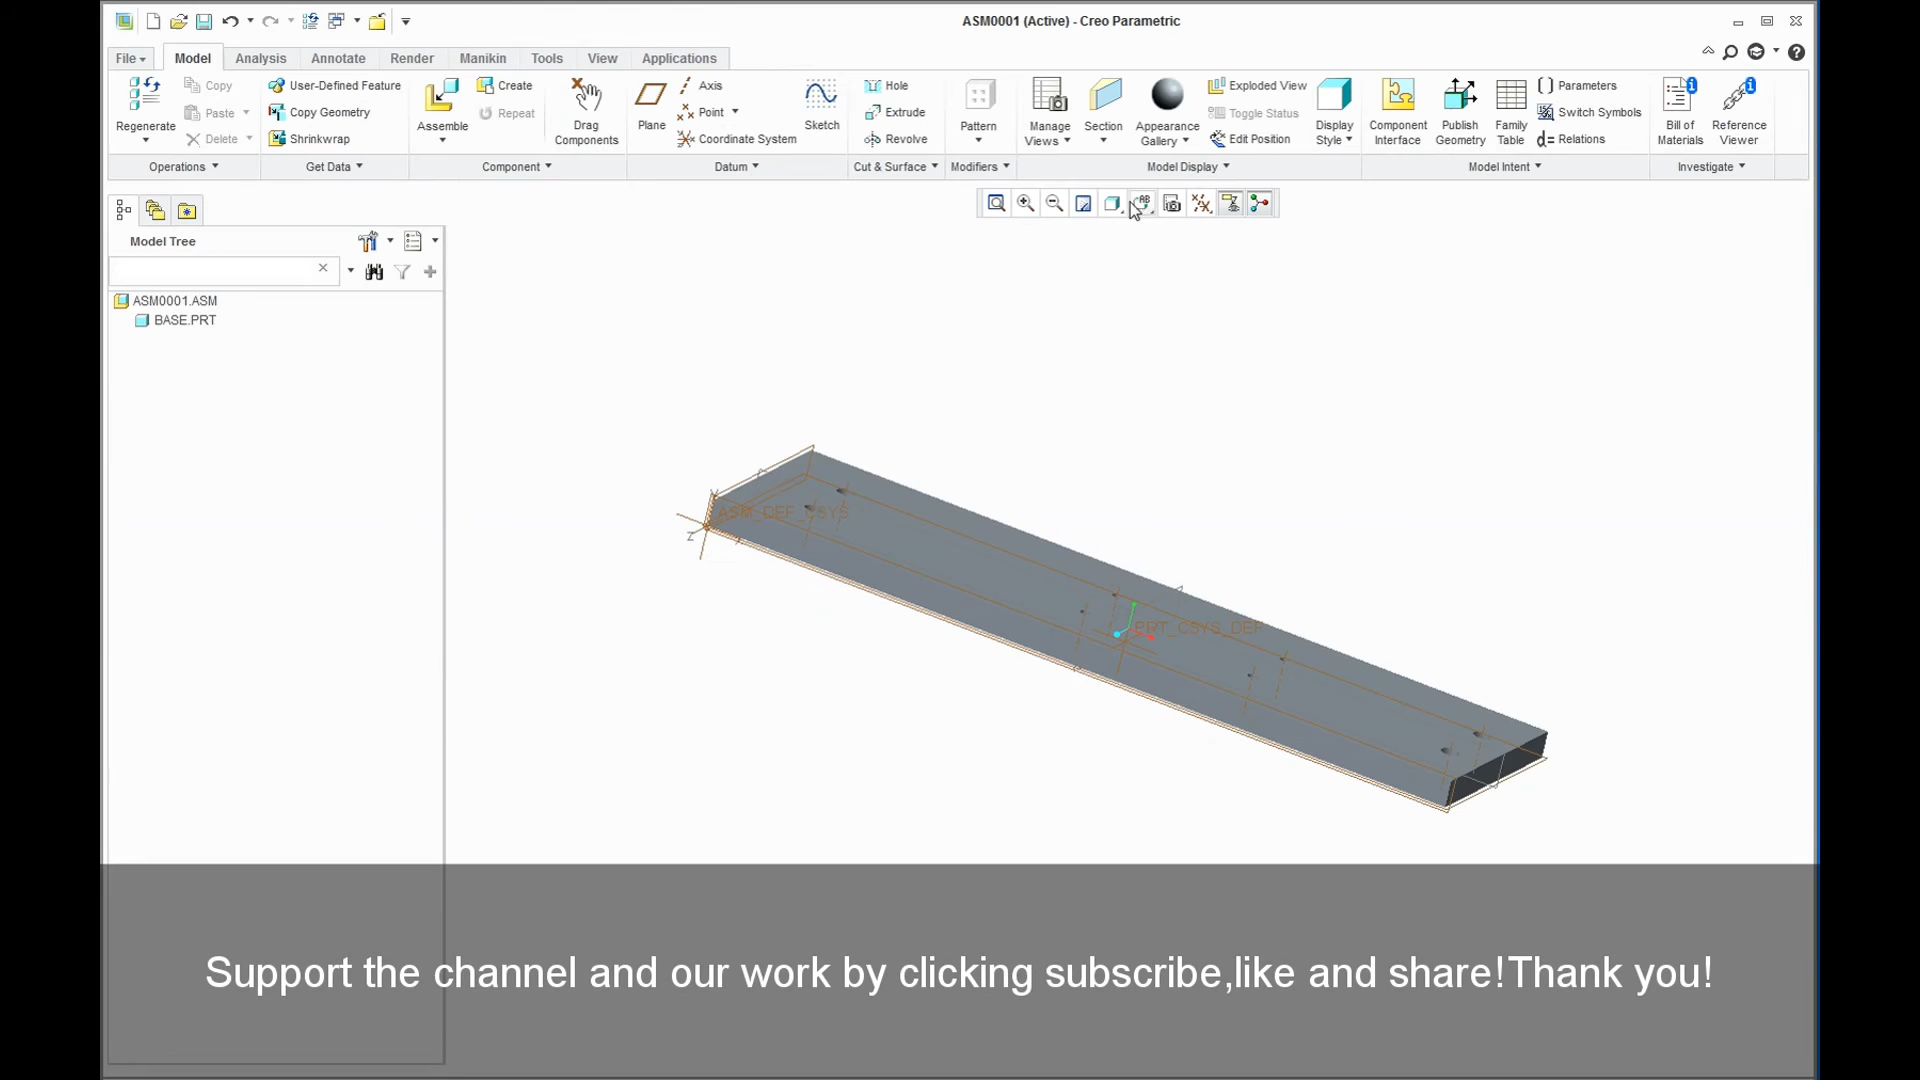 ASM0001 (Active) - Creo Parametric
File Model Analysis Annotate Render Manikin Tools View Applications
Regenerate
Copy
Paste
Delete
Operations
User-Defined Feature
Copy Geometry
Shrinkwrap
Get Data
Assemble
Create
Repeat
Component
Drag
Components
Plane
Axis
Point
Coordinate System
Sketch
Datum
Hole
Extrude
Revolve
Cut & Surface
Pattern
Modifiers
Manage
Views
Section
Appearance
Gallery
Exploded View
Toggle Status
Edit Position
Display
Style
Model Display
Component
Interface
Publish
Geometry
Family
Table
Parameters
Switch Symbols
d= Relations
Model Intent
Bill of
Materials
Reference
Viewer
Investigate
Model Tree
ASM0001.ASM
BASE.PRT
ASM_DEF_CSYS
Z
PRT_CSYS_DEF
Support the channel and our work by clicking subscribe,like and share!Thank you!